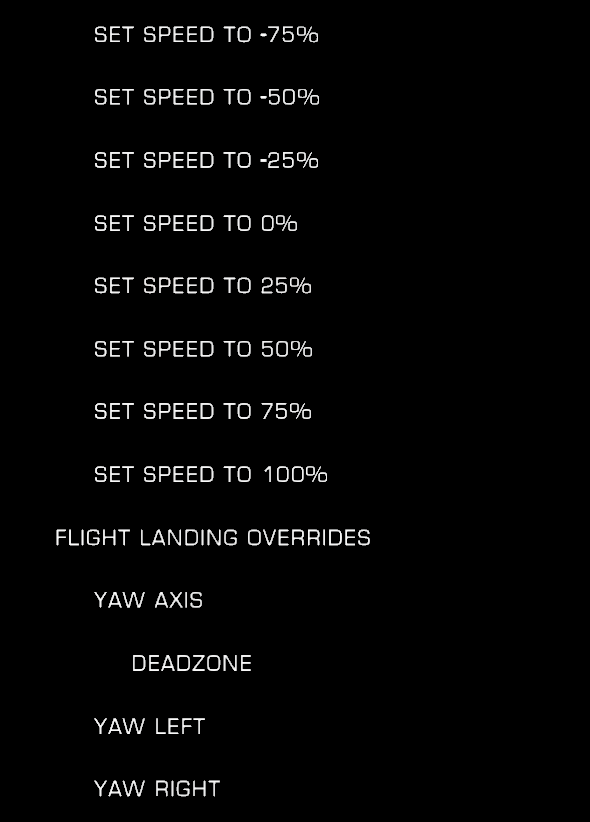 SET SPEED TO -75%
SET SPEED TO -50%
SET SPEED TO -25%
SET SPEED TO 0%
SET SPEED TO 25%
SET SPEED TO 50%
SET SPEED TO 75%
SET SPEED TO 100%
FLIGHT LANDING OVERRIDES
YAW AXIS
DEADZONE
YAW LEFT
YAW RIGHT